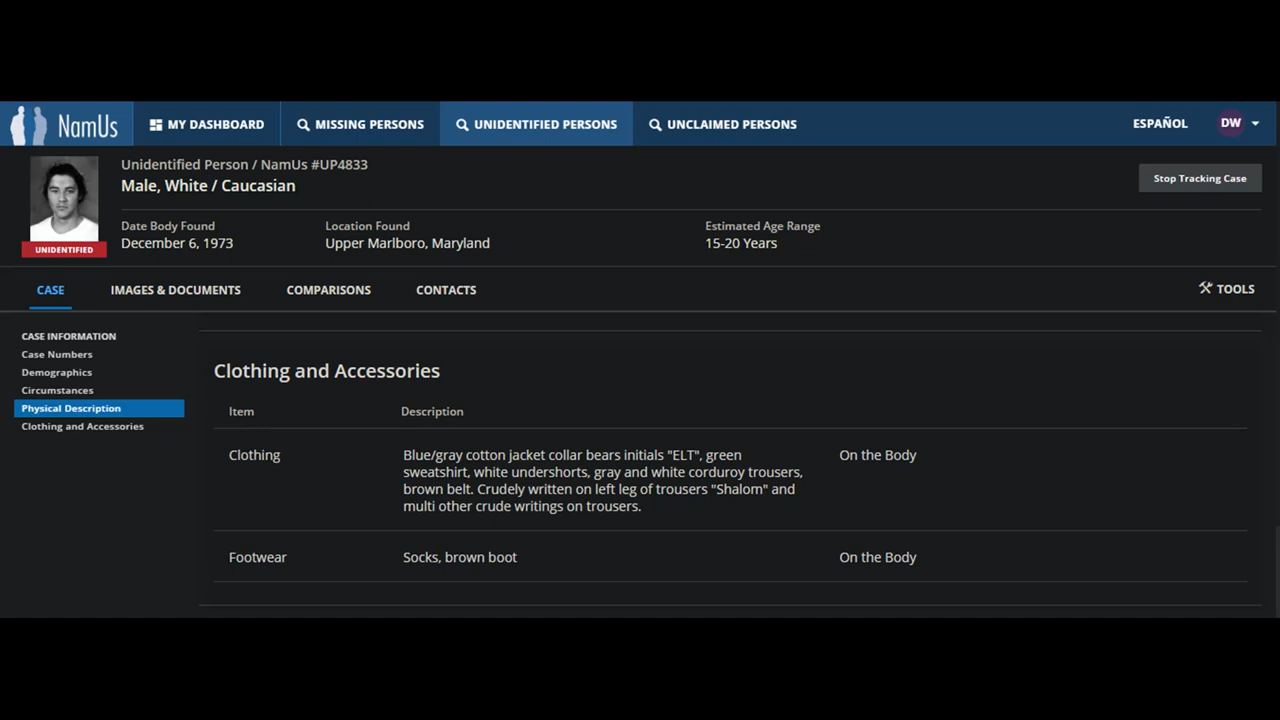 NamUs
MY DASHBOARD
MISSING PERSONS
UNIDENTIFIED PERSONS
UNCLAIMED PERSONS
ESPAÑOL
DW
Unidentified Person / NamUs #UP4833
Male, White / Caucasian
Stop Tracking Case
UNIDENTIFIED
Date Body Found
December 6, 1973
Location Found
Upper Marlboro, Maryland
Estimated Age Range
15-20 Years
CASE
IMAGES & DOCUMENTS
COMPARISONS
CONTACTS
TOOLS
CASE INFORMATION
Case Numbers
Demographics
Circumstances
Physical Description
Clothing and Accessories
Clothing and Accessories
Item
Description
Clothing
Blue/gray cotton jacket collar bears initials "ELT", green
sweatshirt, white undershorts, gray and white corduroy trousers,
brown belt. Crudely written on left leg of trousers "Shalom" and
multi other crude writings on trousers.
On the Body
Footwear
Socks, brown boot
On the Body